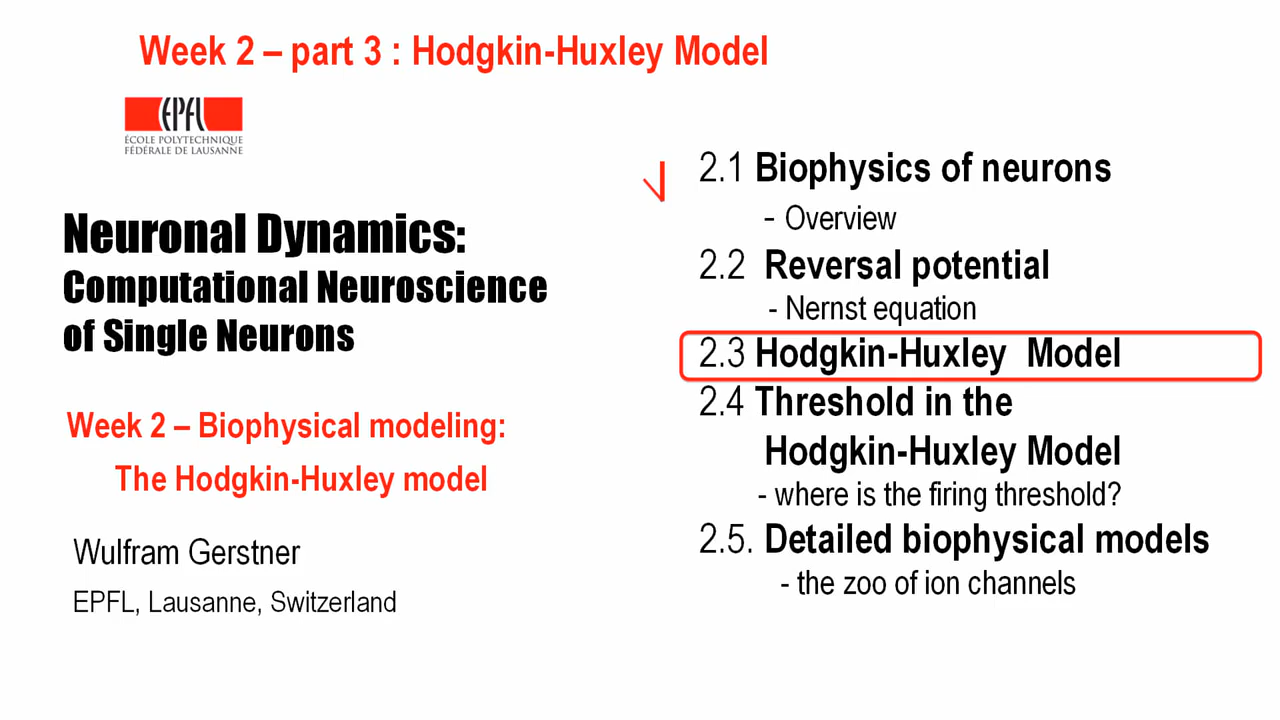 Week 2 – part 3 : Hodgkin-Huxley Model
EPFL
ÉCOLE POLYTECHNIQUE
FÉDÉRALE DE LAUSANNE
Neuronal Dynamics:
Computational Neuroscience
of Single Neurons
Week 2 – Biophysical modeling:
The Hodgkin-Huxley model
Wulfram Gerstner
EPFL, Lausanne, Switzerland
2.1 Biophysics of neurons
- Overview
2.2 Reversal potential
- Nernst equation
2.3 Hodgkin-Huxley Model
2.4 Threshold in the
Hodgkin-Huxley Model
- where is the firing threshold?
2.5. Detailed biophysical models
- the zoo of ion channels